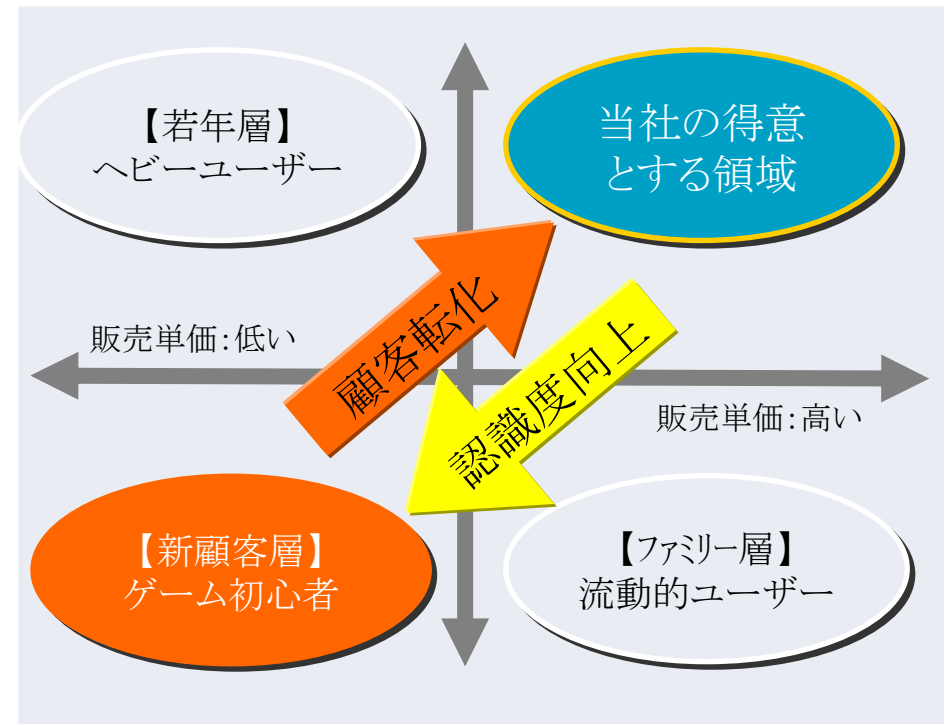 【若年層】
ヘビーユーザー
当社の得意
とする領域
顧客転化
認識度向上
販売単価：低い
販売単価：高い
【新顧客層】
ゲーム初心者
【ファミリー層】
流動的ユーザー